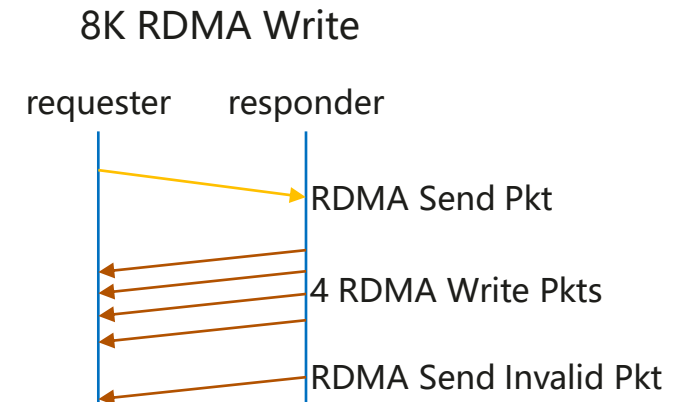 8K RDMA Write
requester responder
RDMA Send Pkt
4 RDMA Write Pkts
RDMA Send Invalid Pkt